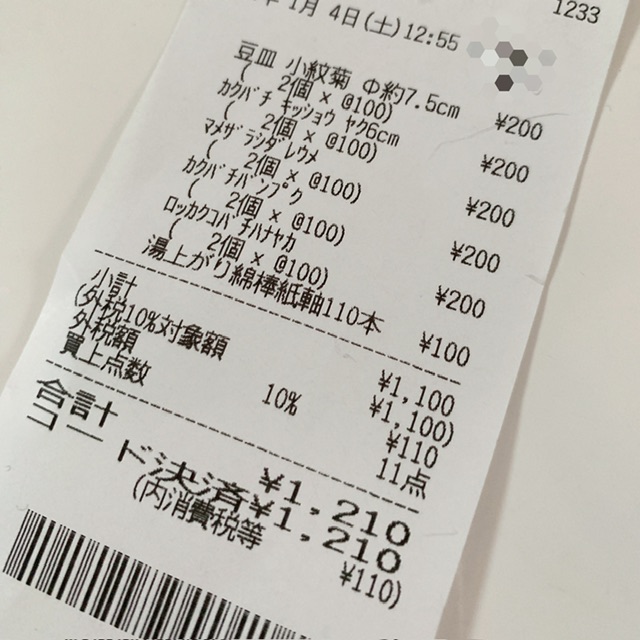 1233
年 1月 4日(土)12:55
豆皿 小紋菊 Φ約7.5cm
( 2個 × @100) ¥200
カクバチ キッショウ ヤク6cm
( 2個 × @100) ¥200
マメザラシダレウメ
( 2個 × @100) ¥200
カクバチバンプク
( 2個 × @100) ¥200
ロッカクコバチハナヤカ
( 2個 × @100) ¥200
湯上がり綿棒紙軸110本 ¥100
小計 ¥1,100
(外税10%対象額 ¥1,100)
外税額 10% ¥110
買上点数 11点
合計 ¥1,210
コード決済 ¥1,210
(内消費税等 ¥110)